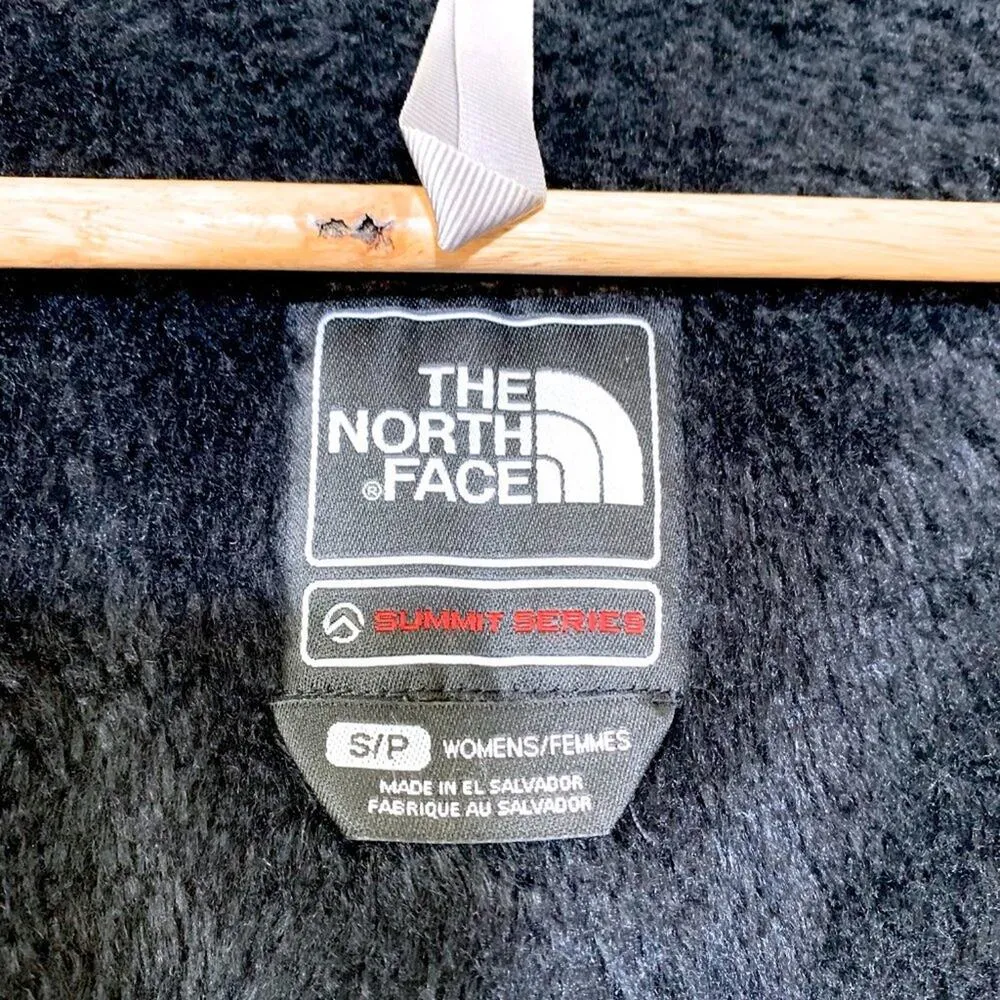 THE
NORTH
®FACE
SUMMIT SERIES
S/P WOMENS/FEMMES
MADE IN EL SALVADOR
FABRIQUE AU SALVADOR